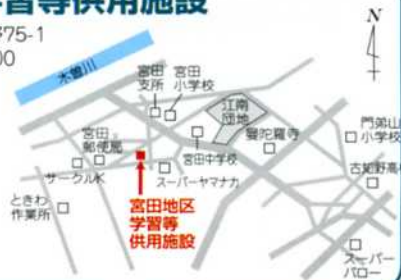 習等供用施設
375-1
00
N
木曽川
宮田
支所
宮田
小学校
江南
団地
曼陀羅寺
門弟山
小学校
宮田
郵便局
宮田中学校
古知野高校
サークルK
スーパーヤマナカ
ときわ
作業所
宮田地区
学習等
供用施設
スーパー
バロー